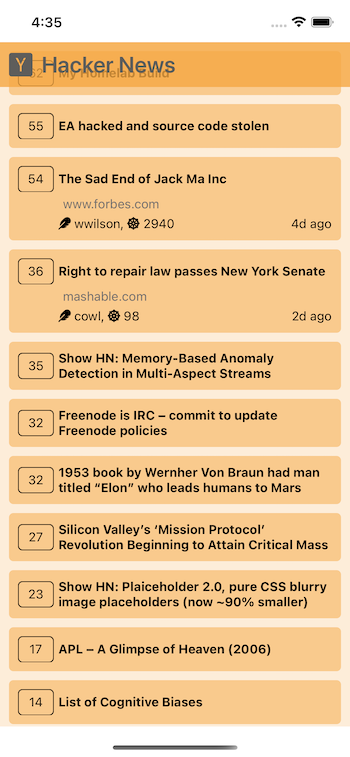 4:35
Y Hacker News
62 My Homelab Build
55 EA hacked and source code stolen
54 The Sad End of Jack Ma Inc
www.forbes.com
wwilson, 2940 4d ago
36 Right to repair law passes New York Senate
mashable.com
cowl, 98 2d ago
35 Show HN: Memory-Based Anomaly
Detection in Multi-Aspect Streams
32 Freenode is IRC – commit to update
Freenode policies
32 1953 book by Wernher Von Braun had man
titled “Elon” who leads humans to Mars
27 Silicon Valley’s ‘Mission Protocol’
Revolution Beginning to Attain Critical Mass
23 Show HN: Plaiceholder 2.0, pure CSS blurry
image placeholders (now ~90% smaller)
17 APL – A Glimpse of Heaven (2006)
14 List of Cognitive Biases